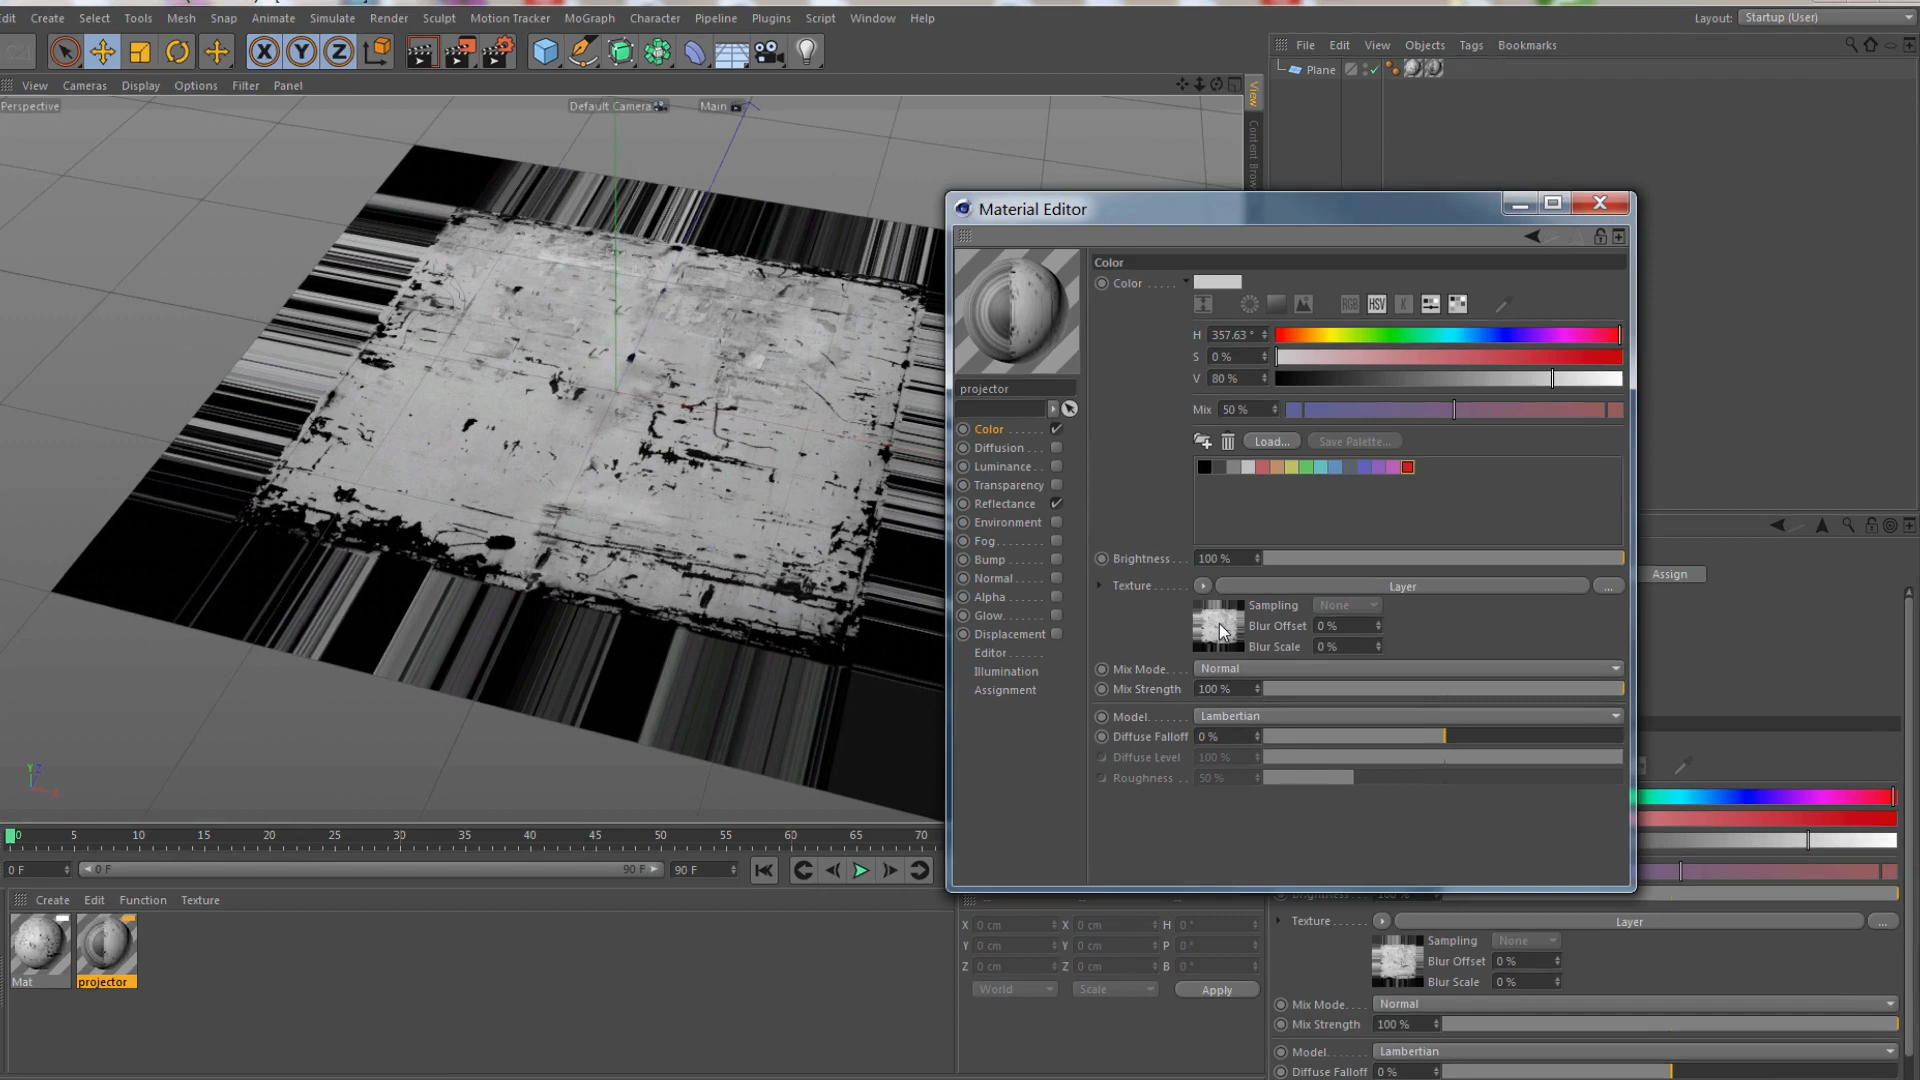 dit Create Select Tools Mesh Snap Animate Simulate Render Sculpt Motion Tracker MoGraph Character Pipeline Plugins Script Window Help
Layout: Startup (User)
X Y Z
File Edit View Objects Tags Bookmarks
Plane
View Cameras Display Options Filter Panel
Perspective
Default Camera
Main
View
Content Brow
Material Editor
Color
Color
RGB HSV K
H 357.63 °
S 0 %
V 80 %
Mix 50 %
Load... Save Palette...
projector
Color
Diffusion
Luminance
Transparency
Reflectance
Environment
Fog
Bump
Normal
Alpha
Glow
Displacement
Editor
Illumination
Assignment
Brightness 100 %
Texture Layer ...
Sampling None
Blur Offset 0 %
Blur Scale 0 %
Mix Mode Normal
Mix Strength 100 %
Model Lambertian
Diffuse Falloff 0 %
Diffuse Level 100 %
Roughness 50 %
Assign
Y Z
X
0 5 10 15 20 25 30 35 40 45 50 55 60 65 70
0 F 0 F 90 F 90 F
Create Edit Function Texture
Mat
projector
X 0 cm X 0 cm H 0 °
Y 0 cm Y 0 cm P 0 °
Z 0 cm Z 0 cm B 0 °
World Scale Apply
Brightness 100 %
Texture Layer ...
Sampling None
Blur Offset 0 %
Blur Scale 0 %
Mix Mode Normal
Mix Strength 100 %
Model Lambertian
Diffuse Falloff 0 %